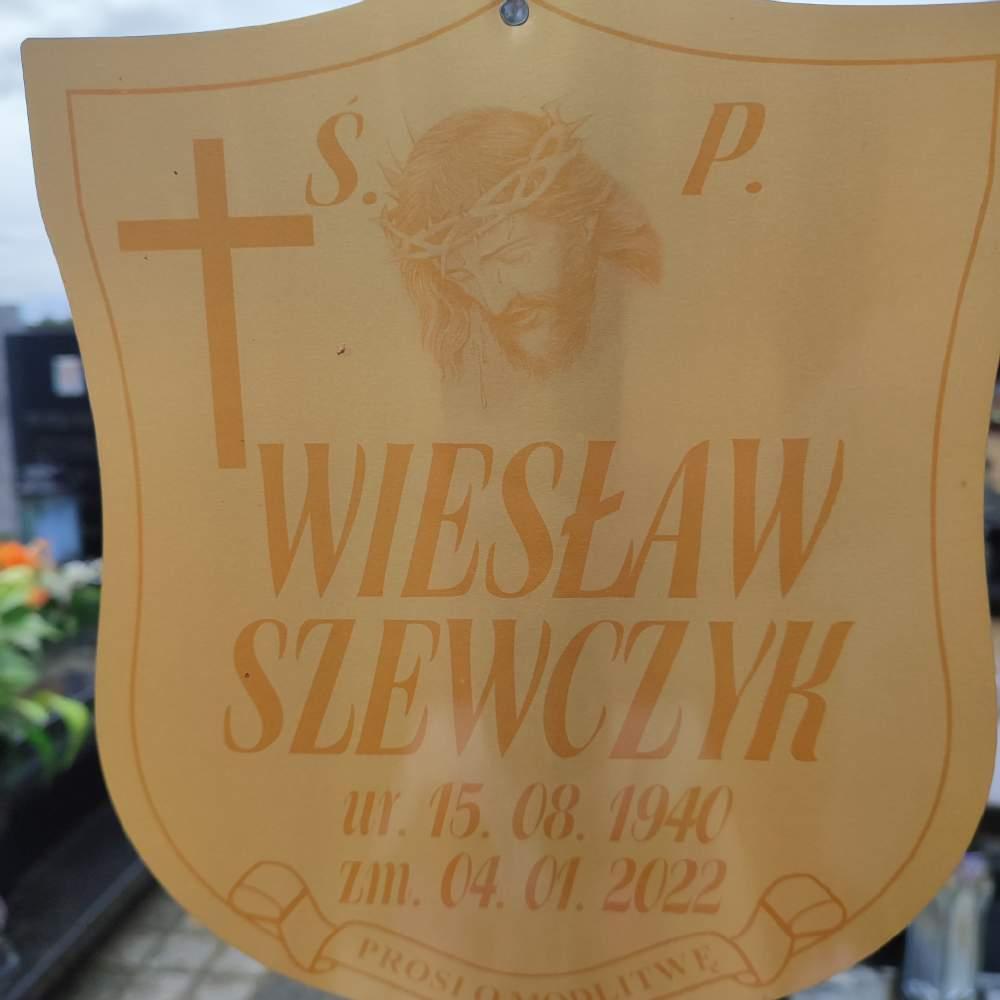 Ś. P.
WIESŁAW
SZEWCZYK
ur. 15. 08. 1940
zm. 04. 01. 2022
PROSI O MODLITWĘ